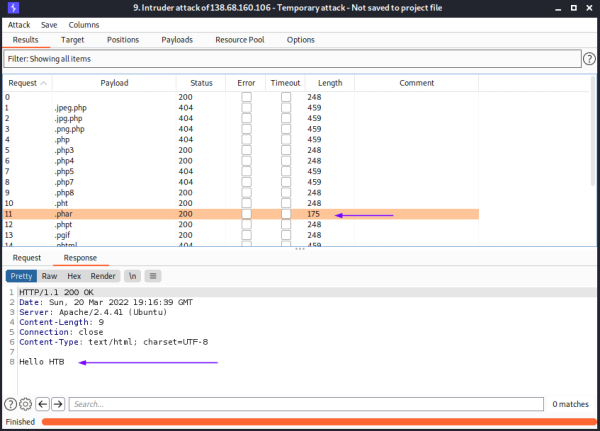 9. Intruder attack of 138.68.160.106 - Temporary attack - Not saved to project file
Attack Save Columns
Results Target Positions Payloads Resource Pool Options
Filter: Showing all items ?
Request Payload Status Error Timeout Length Comment
0 200 248
1 .jpeg.php 404 459
2 .jpg.php 404 459
3 .png.php 404 459
4 .php 404 459
5 .php3 200 248
6 .php4 200 248
7 .php5 404 459
8 .php7 404 459
9 .php8 200 248
10 .pht 200 248
11 .phar 200 175
12 .phpt 200 248
13 .pgif 200 248
14 .phtml 404 459
Request Response
Pretty Raw Hex Render \n
1 HTTP/1.1 200 OK
2 Date: Sun, 20 Mar 2022 19:16:39 GMT
3 Server: Apache/2.4.41 (Ubuntu)
4 Content-Length: 9
5 Connection: close
6 Content-Type: text/html; charset=UTF-8
7
8 Hello HTB
? Search... 0 matches
Finished